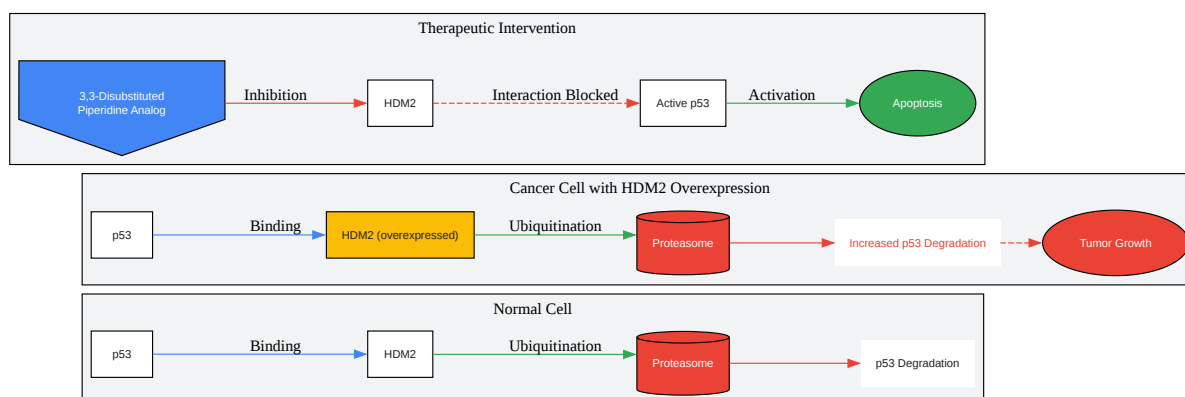 Therapeutic Intervention
3,3-Disubstituted
Piperidine Analog
Inhibition
HDM2
Interaction Blocked
Active p53
Activation
Apoptosis
Cancer Cell with HDM2 Overexpression
p53
Binding
HDM2 (overexpressed)
Ubiquitination
Proteasome
Increased p53 Degradation
Tumor Growth
Normal Cell
p53
Binding
HDM2
Ubiquitination
Proteasome
p53 Degradation